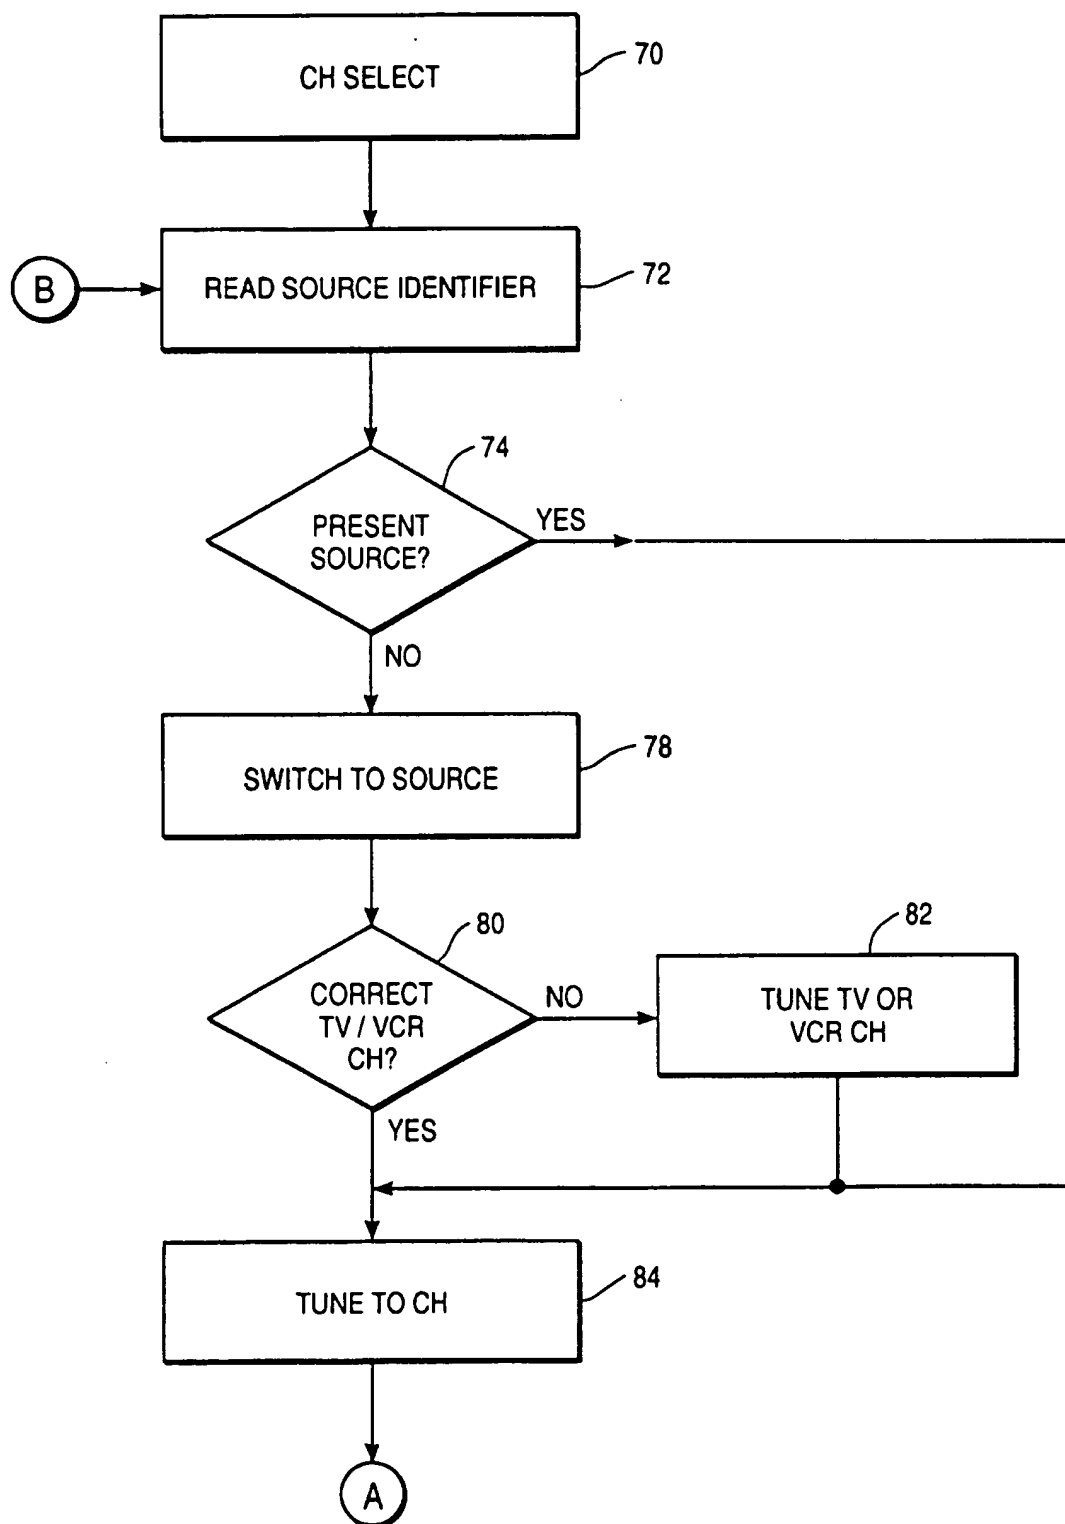 CH SELECT
70
B
READ SOURCE IDENTIFIER
72
74
PRESENT
SOURCE?
YES
NO
SWITCH TO SOURCE
78
80
CORRECT
TV / VCR
CH?
NO
82
TUNE TV OR
VCR CH
YES
TUNE TO CH
84
A